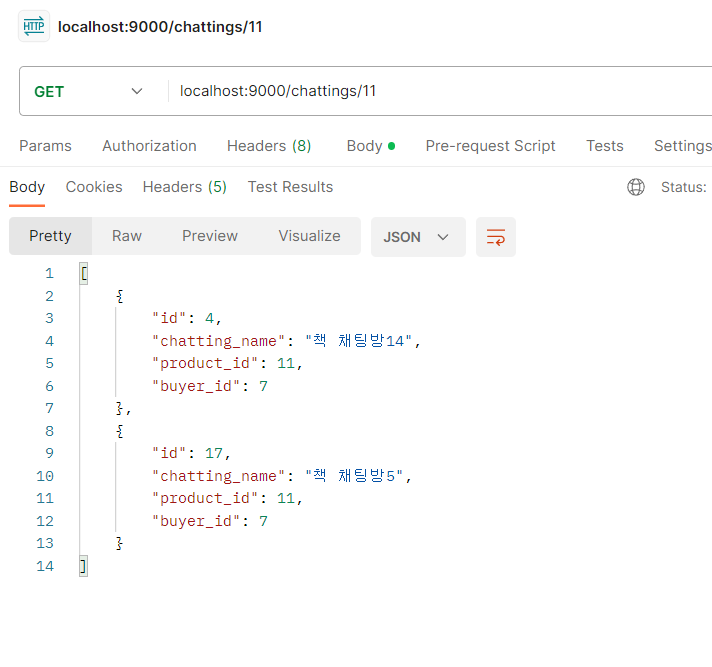 HTTP localhost:9000/chattings/11
GET localhost:9000/chattings/11
Params Authorization Headers (8) Body Pre-request Script Tests Settings
Body Cookies Headers (5) Test Results Status:
Pretty Raw Preview Visualize JSON
1 [
2 {
3 "id": 4,
4 "chatting_name": "책 채팅방14",
5 "product_id": 11,
6 "buyer_id": 7
7 },
8 {
9 "id": 17,
10 "chatting_name": "책 채팅방5",
11 "product_id": 11,
12 "buyer_id": 7
13 }
14 ]